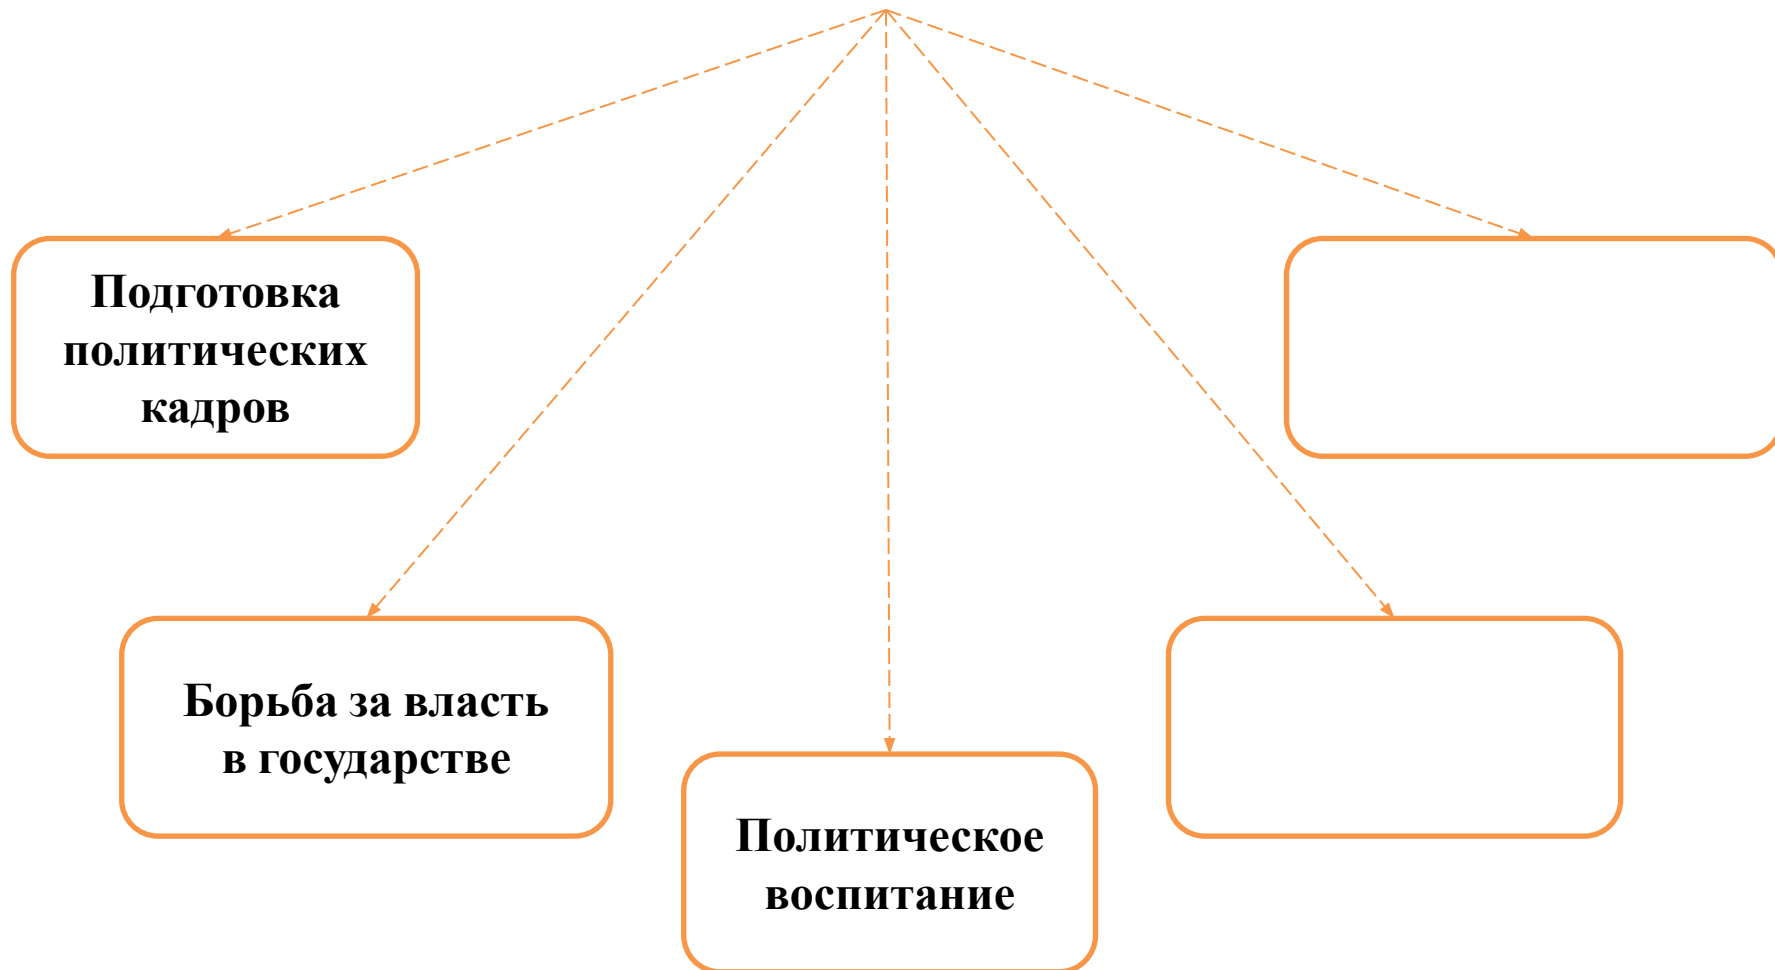 Подготовка
политических
кадров
Борьба за власть
в государстве
Политическое
воспитание